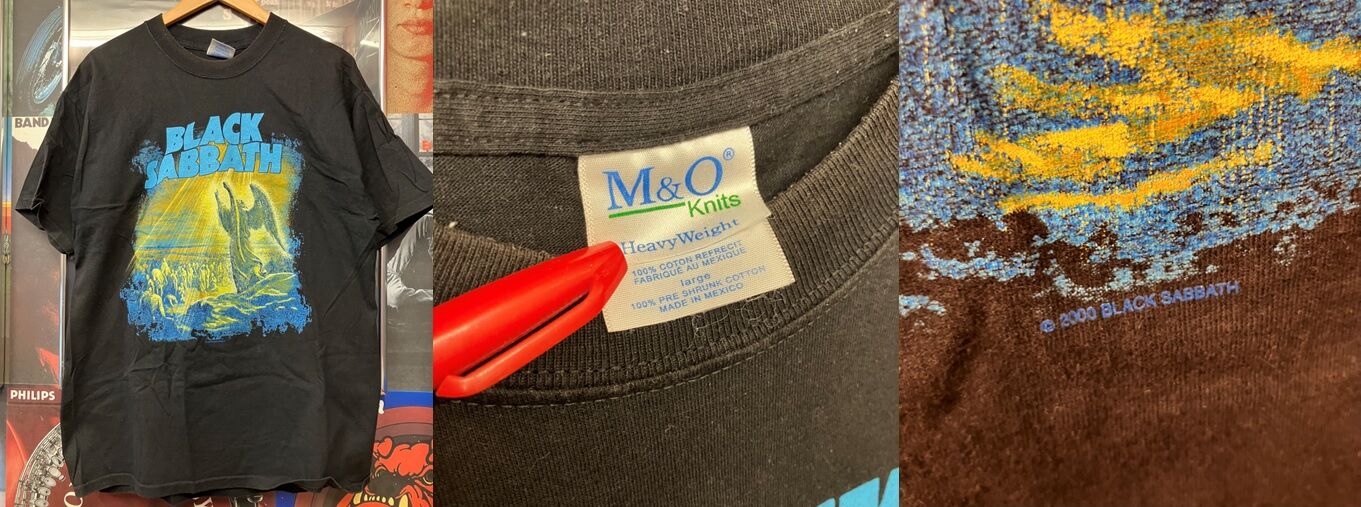 BAND
BLACK
SABBATH
PHILIPS
M&O®
Knits
HeavyWeight
100% COTON REFRECIT
FABRIQUÉ AU MEXIQUE
large
100% PRE SHRUNK COTTON
MADE IN MEXICO
© 2000 BLACK SABBATH